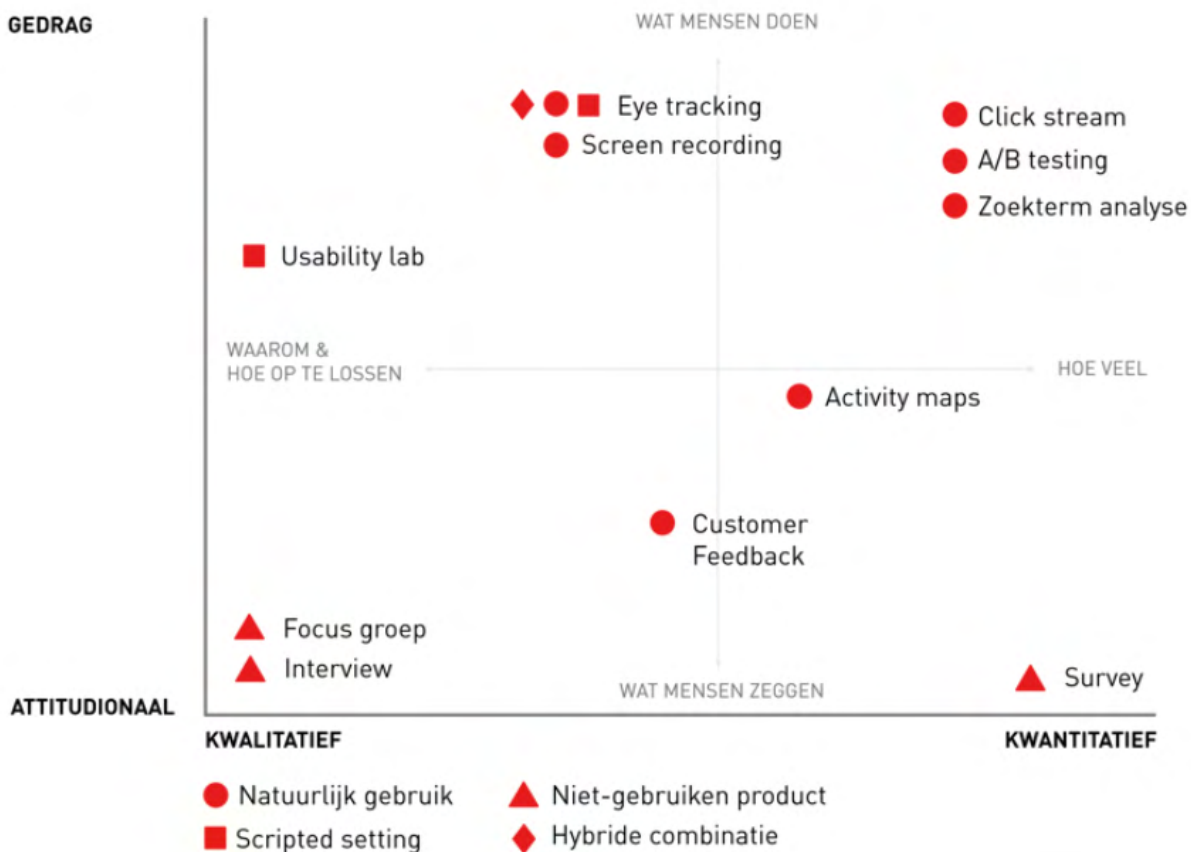 GEDRAG
WAT MENSEN DOEN
Eye tracking
Screen recording
Click stream
A/B testing
Zoekterm analyse
Usability lab
WAAROM &
HOE OP TE LOSSEN
HOE VEEL
Activity maps
Customer
Feedback
Focus groep
Interview
WAT MENSEN ZEGGEN
Survey
ATTITUDIONAAL
KWALITATIEF
KWANTITATIEF
Natuurlijk gebruik
Niet-gebruiken product
Scripted setting
Hybride combinatie